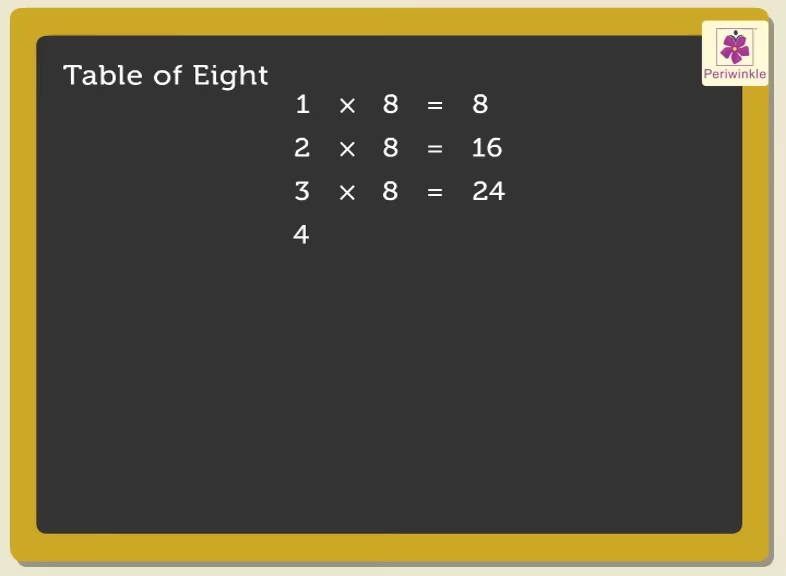 Periwinkle
Table of Eight
1 × 8 = 8
2 × 8 = 16
3 × 8 = 24
4